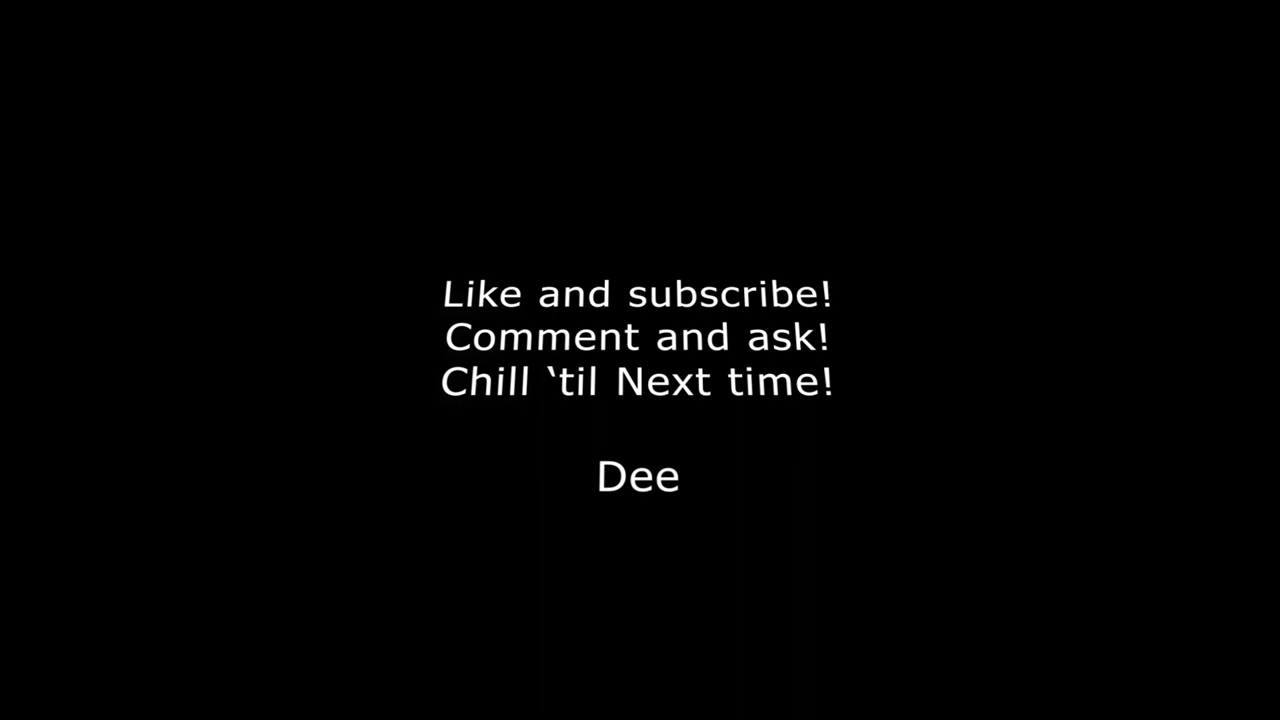 Like and subscribe!
Comment and ask!
Chill ‘til Next time!
Dee